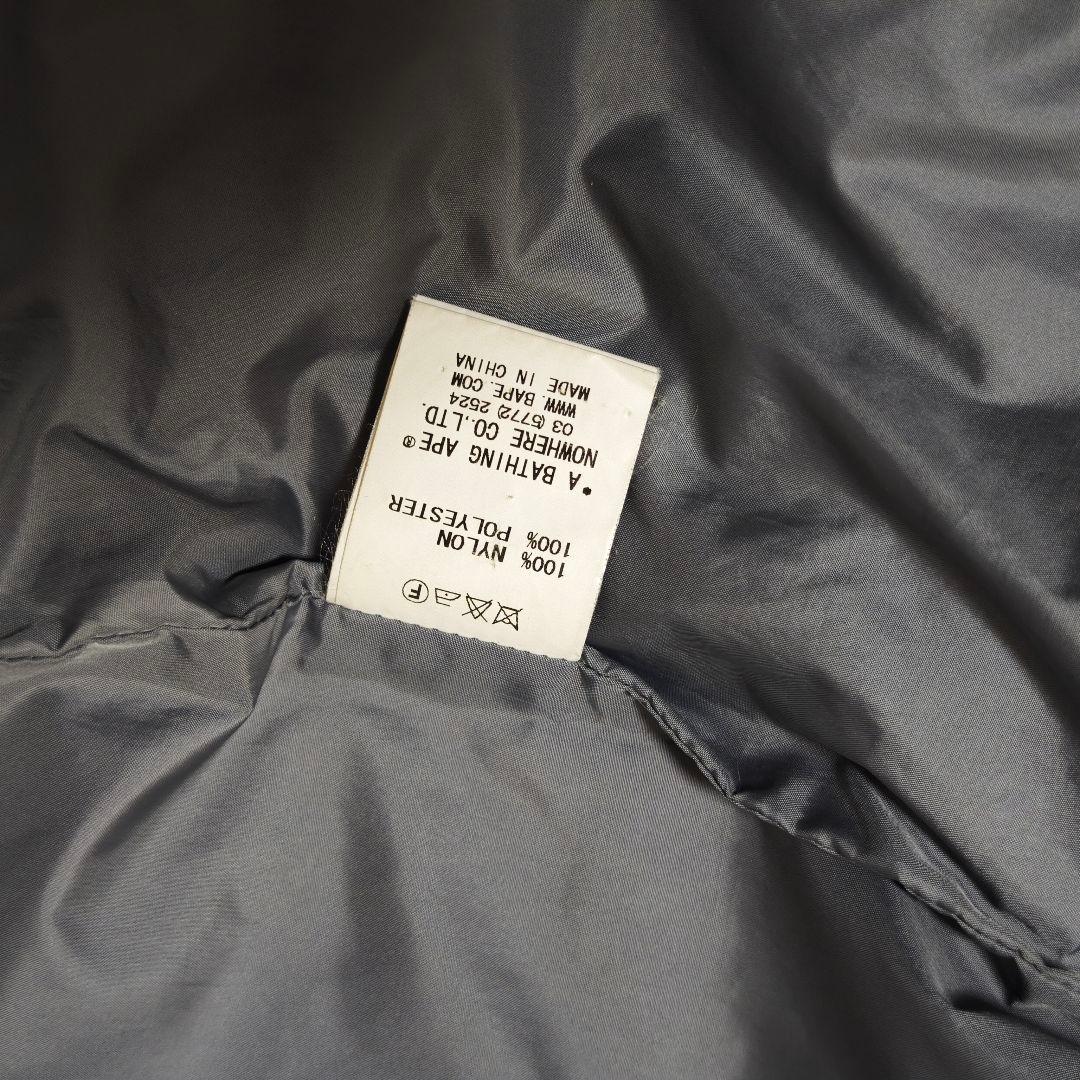 F
100% NYLON
100% POLYESTER
*A BATHING APE®
NOWHERE CO.,LTD.
03 (5772) 2524
WWW. BAPE. COM
MADE IN CHINA